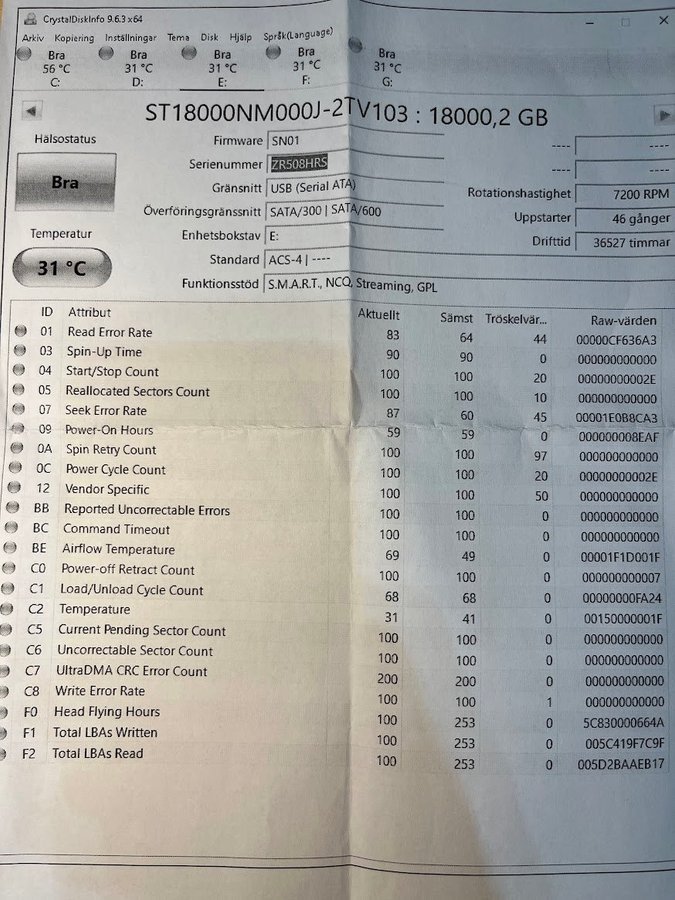 CrystalDiskInfo 9.6.3 x64
Arkiv Kopiering Inställningar Tema Disk Hjälp Språk(Language)
Bra Bra Bra Bra Bra
56 °C 31 °C 31 °C 31 °C 31 °C
C: D: E: F: G:
ST18000NM000J-2TV103 : 18000,2 GB
Hälsostatus
Bra
Temperatur
31 °C
Firmware SN01 ----
Serienummer ZR508HRS ----
Gränsnitt USB (Serial ATA) Rotationshastighet 7200 RPM
Överföringsgränssnitt SATA/300 | SATA/600 Uppstarter 46 gånger
Enhetsbokstav E: Drifttid 36527 timmar
Standard ACS-4 | ----
Funktionsstöd S.M.A.R.T., NCQ, Streaming, GPL
ID Attribut Aktuellt Sämst Tröskelvär... Raw-värden
01 Read Error Rate 83 64 44 00000CF636A3
03 Spin-Up Time 90 90 0 000000000000
04 Start/Stop Count 100 100 20 00000000002E
05 Reallocated Sectors Count 100 100 10 000000000000
07 Seek Error Rate 87 60 45 00001E0B8CA3
09 Power-On Hours 59 59 0 000000008EAF
0A Spin Retry Count 100 100 97 000000000000
0C Power Cycle Count 100 100 20 00000000002E
12 Vendor Specific 100 100 50 000000000000
BB Reported Uncorrectable Errors 100 100 0 000000000000
BC Command Timeout 100 100 0 000000000000
BE Airflow Temperature 69 49 0 00001F1D001F
C0 Power-off Retract Count 100 100 0 000000000007
C1 Load/Unload Cycle Count 68 68 0 00000000FA24
C2 Temperature 31 41 0 00150000001F
C5 Current Pending Sector Count 100 100 0 000000000000
C6 Uncorrectable Sector Count 100 100 0 000000000000
C7 UltraDMA CRC Error Count 200 200 0 000000000000
C8 Write Error Rate 100 100 1 000000000000
F0 Head Flying Hours 100 253 0 5C830000664A
F1 Total LBAs Written 100 253 0 005C419F7C9F
F2 Total LBAs Read 100 253 0 005D2BAAEB17